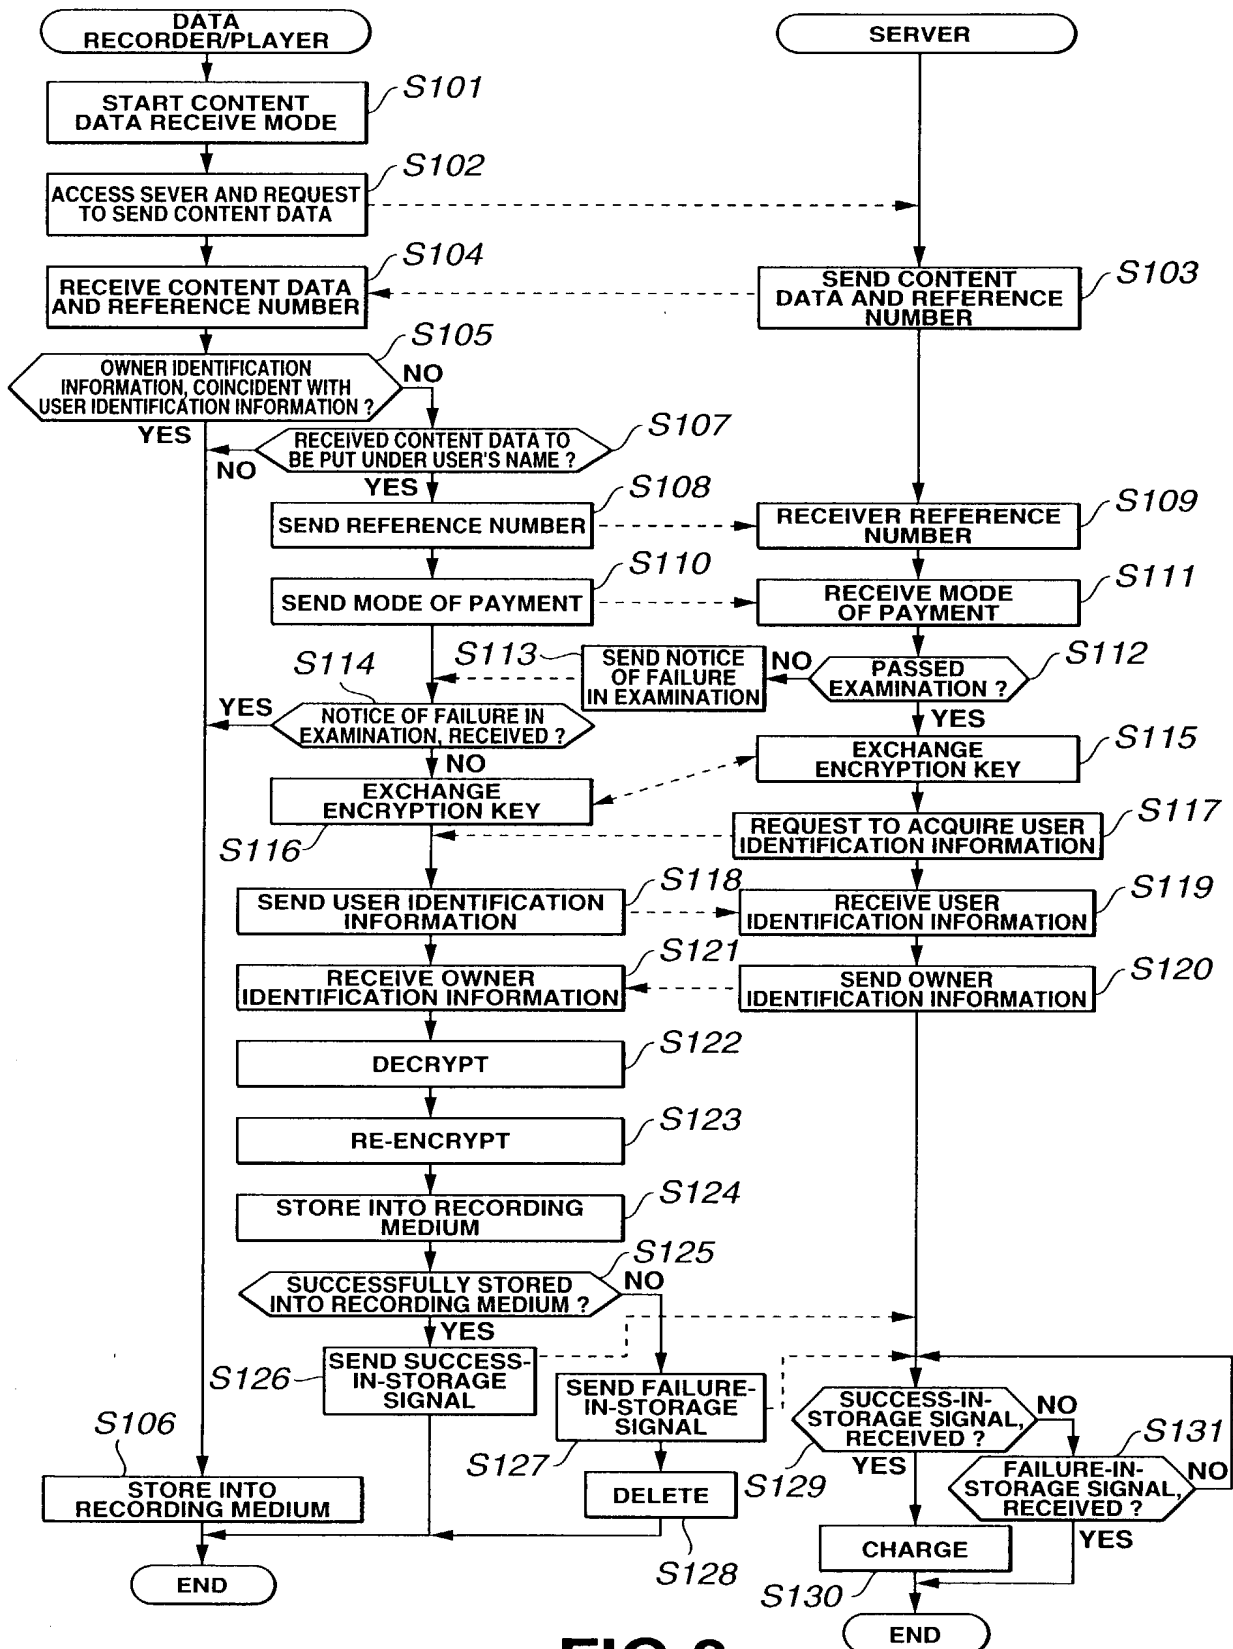 DATA
RECORDER/PLAYER
SERVER
S101
START CONTENT
DATA RECEIVE MODE
S102
ACCESS SEVER AND REQUEST
TO SEND CONTENT DATA
S104
RECEIVE CONTENT DATA
AND REFERENCE NUMBER
S103
SEND CONTENT
DATA AND REFERENCE
NUMBER
S105
OWNER IDENTIFICATION
INFORMATION, COINCIDENT WITH
USER IDENTIFICATION INFORMATION ?
NO
YES
S107
RECEIVED CONTENT DATA TO
BE PUT UNDER USER'S NAME ?
NO
YES
S108
SEND REFERENCE NUMBER
S109
RECEIVER REFERENCE
NUMBER
S110
SEND MODE OF PAYMENT
S111
RECEIVE MODE
OF PAYMENT
S112
PASSED
EXAMINATION ?
NO
YES
S113
SEND NOTICE
OF FAILURE
IN EXAMINATION
S114
NOTICE OF FAILURE IN
EXAMINATION, RECEIVED ?
YES
NO
S115
EXCHANGE
ENCRYPTION KEY
EXCHANGE
ENCRYPTION KEY
S116
S117
REQUEST TO ACQUIRE USER
IDENTIFICATION INFORMATION
S118
SEND USER IDENTIFICATION
INFORMATION
S119
RECEIVE USER
IDENTIFICATION INFORMATION
S121
RECEIVE OWNER
IDENTIFICATION INFORMATION
S120
SEND OWNER
IDENTIFICATION INFORMATION
S122
DECRYPT
S123
RE-ENCRYPT
S124
STORE INTO RECORDING
MEDIUM
S125
SUCCESSFULLY STORED
INTO RECORDING MEDIUM ?
NO
YES
S126
SEND SUCCESS-
IN-STORAGE
SIGNAL
SEND FAILURE-
IN-STORAGE
SIGNAL
S127
SUCCESS-IN-
STORAGE SIGNAL,
RECEIVED ?
NO
YES
S129
S131
FAILURE-IN-
STORAGE SIGNAL,
RECEIVED ?
NO
YES
S106
STORE INTO
RECORDING MEDIUM
DELETE
S128
CHARGE
S130
END
END